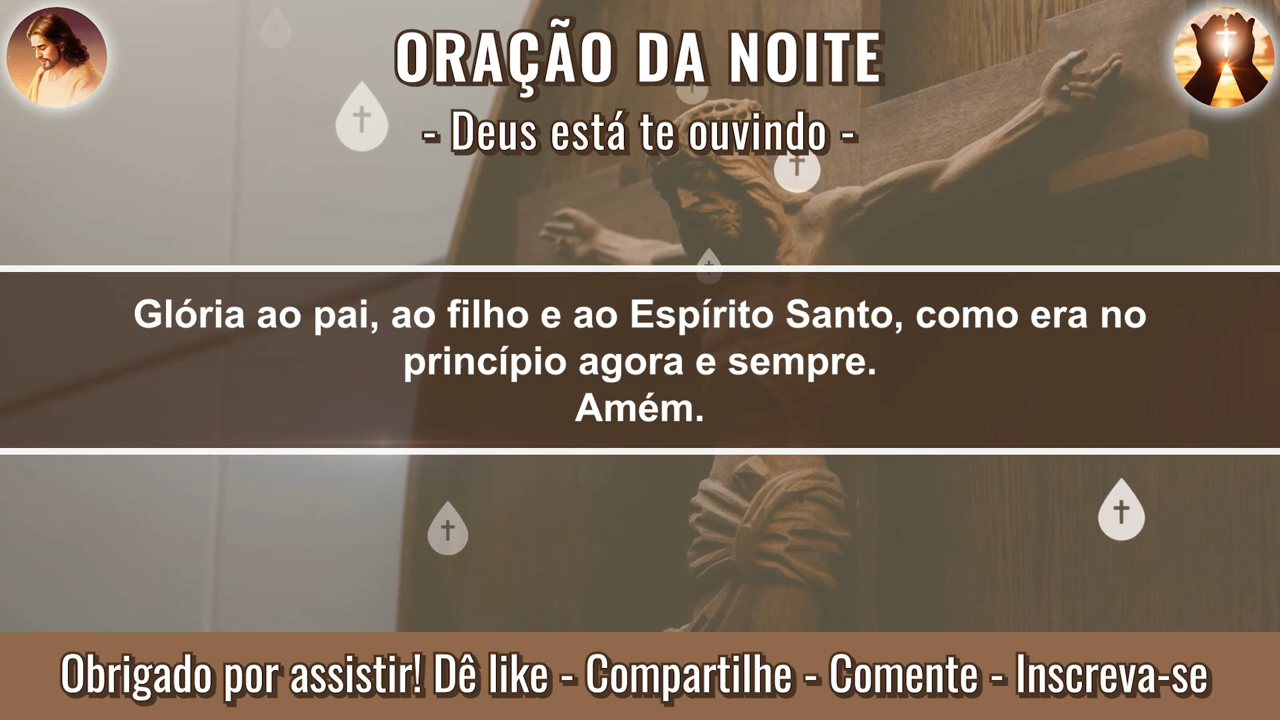 ORAÇÃO DA NOITE
- Deus está te ouvindo -
Glória ao pai, ao filho e ao Espírito Santo, como era no
princípio agora e sempre.
Amém.
Obrigado por assistir! Dê like - Compartilhe - Comente - Inscreva-se